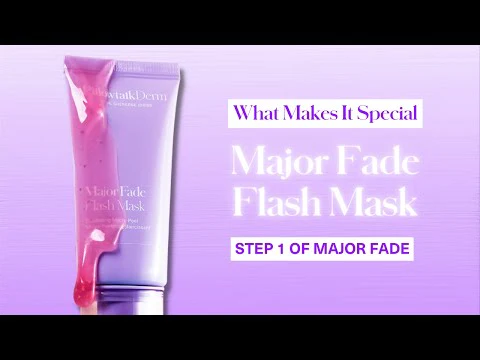 What Makes It Special
Major Fade
Flash Mask
STEP 1 OF MAJOR FADE
Major Fade
Flash Mask